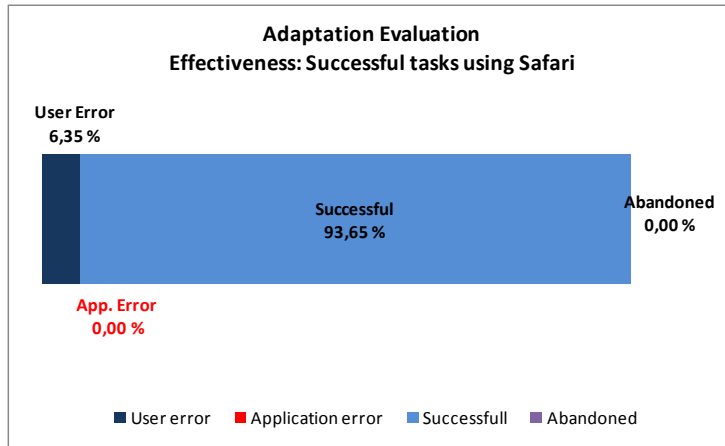 Adaptation Evaluation
Effectiveness: Successful tasks using Safari
User Error
6,35 %
Successful
93,65 %
Abandoned
0,00 %
App. Error
0,00 %
User error
Application error
Successfull
Abandoned